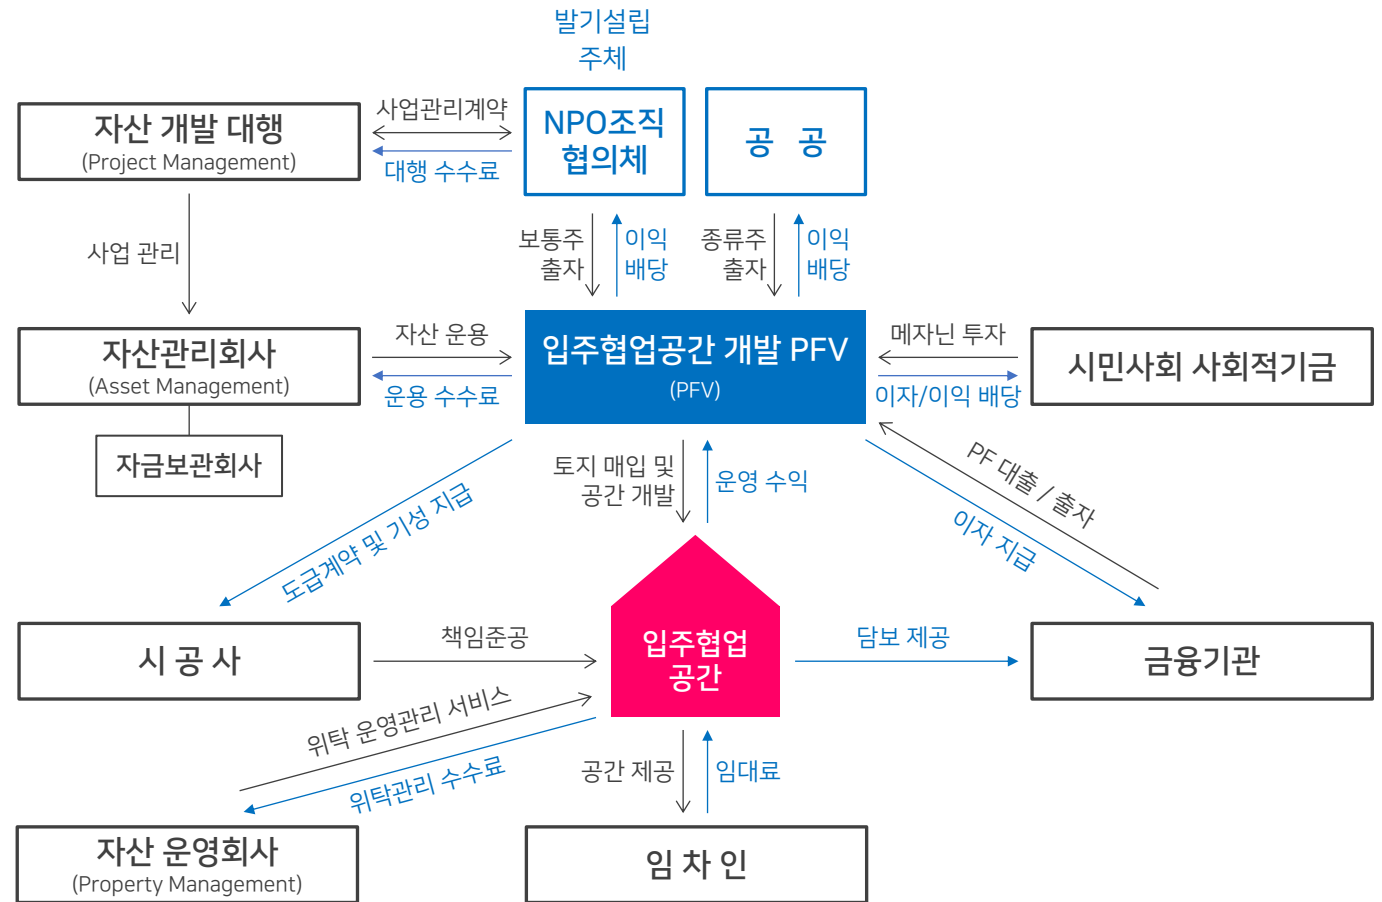 발기설립
주체
자산 개발 대행
(Project Management)
사업관리계약
대행 수수료
NPO조직
협의체
공 공
사업 관리
보통주
출자
이익
배당
종류주
출자
이익
배당
자산관리회사
(Asset Management)
자산 운용
운용 수수료
입주협업공간 개발 PFV
(PFV)
메자닌 투자
이자/이익 배당
시민사회 사회적기금
자금보관회사
토지 매입 및
공간 개발
운영 수익
PF 대출 / 출자
이자 지급
도급계약 및 기성 지급
시 공 사
책임준공
입주협업
공간
담보 제공
금융기관
위탁 운영관리 서비스
위탁관리 수수료
공간 제공
임대료
자산 운영회사
(Property Management)
임 차 인